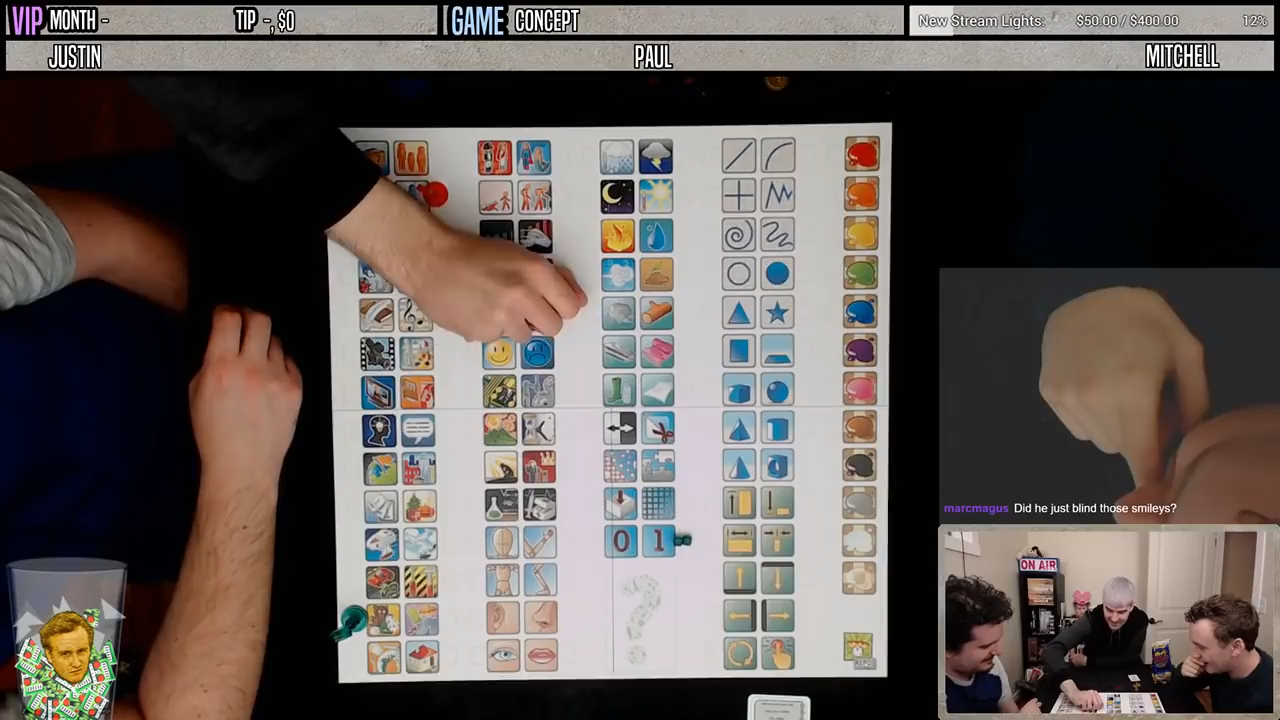 VIP MONTH -
TIP -, $0
GAME CONCEPT
New Stream Lights: $50.00 / $400.00 12%
JUSTIN
PAUL
MITCHELL
marcmagus Did he just blind those smileys?
ON AIR
0 1
?